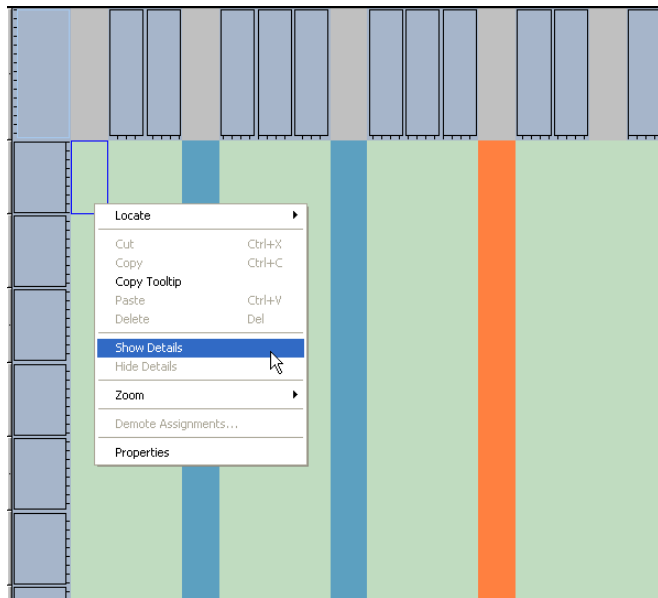 Locate
Cut Ctrl+X
Copy Ctrl+C
Copy Tooltip
Paste Ctrl+V
Delete Del
Show Details
Hide Details
Zoom
Demote Assignments...
Properties